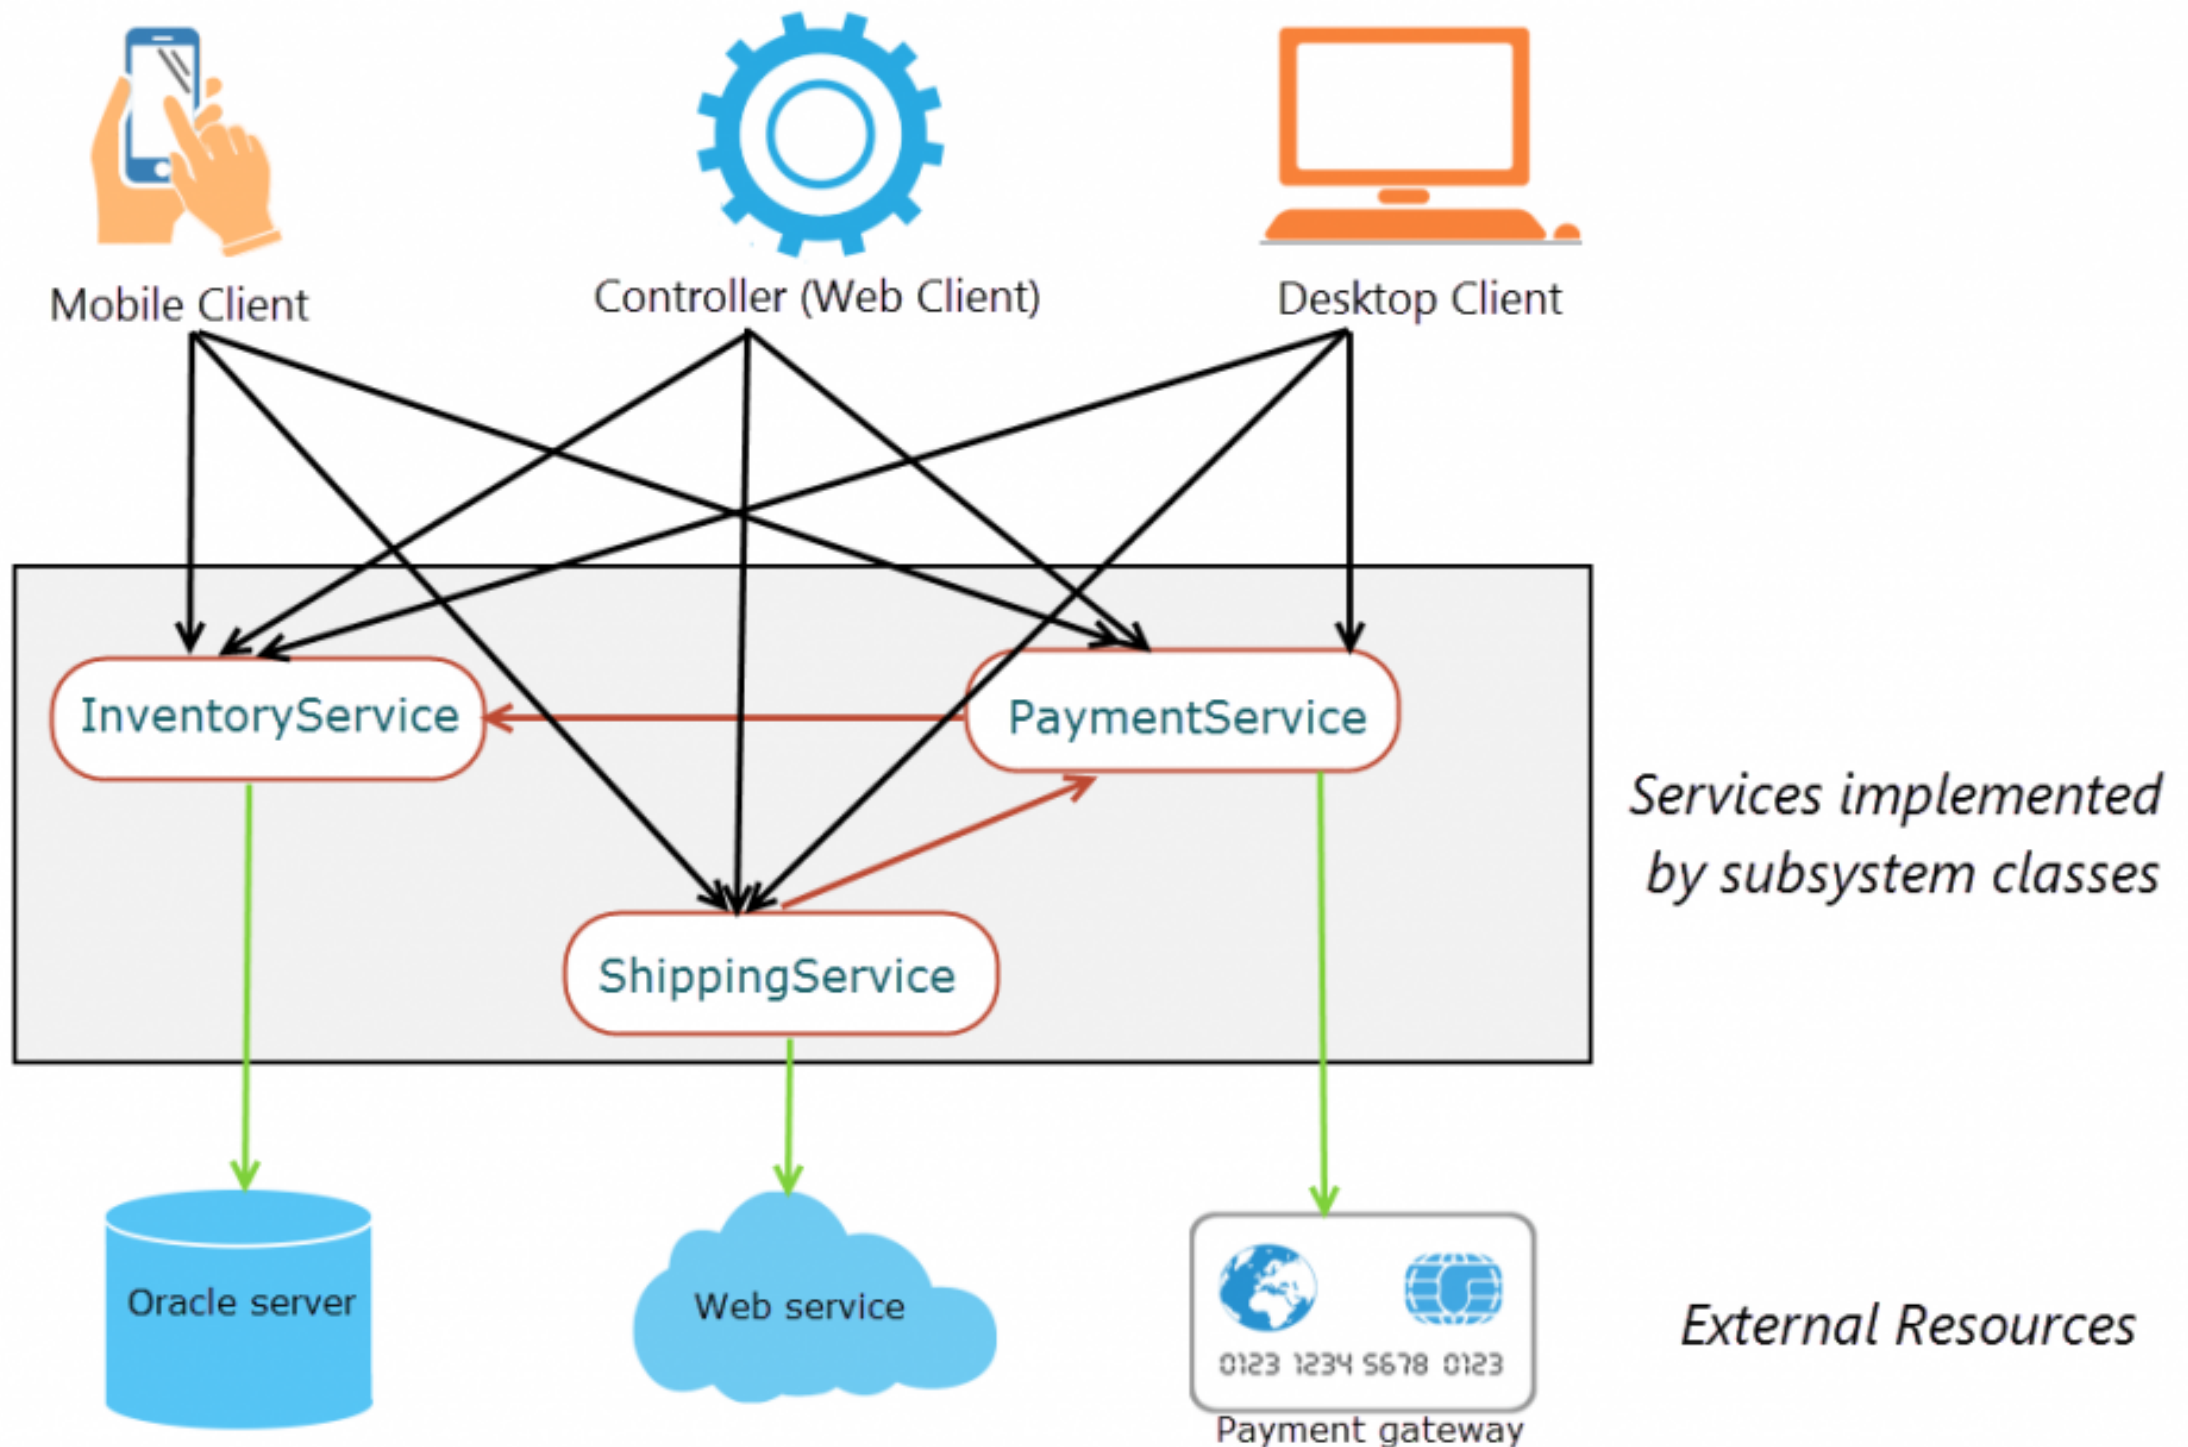 Mobile Client
Controller (Web Client)
Desktop Client
InventoryService
PaymentService
Services implemented
by subsystem classes
ShippingService
Oracle server
Web service
0123 1234 5678 0123
External Resources
Payment gateway